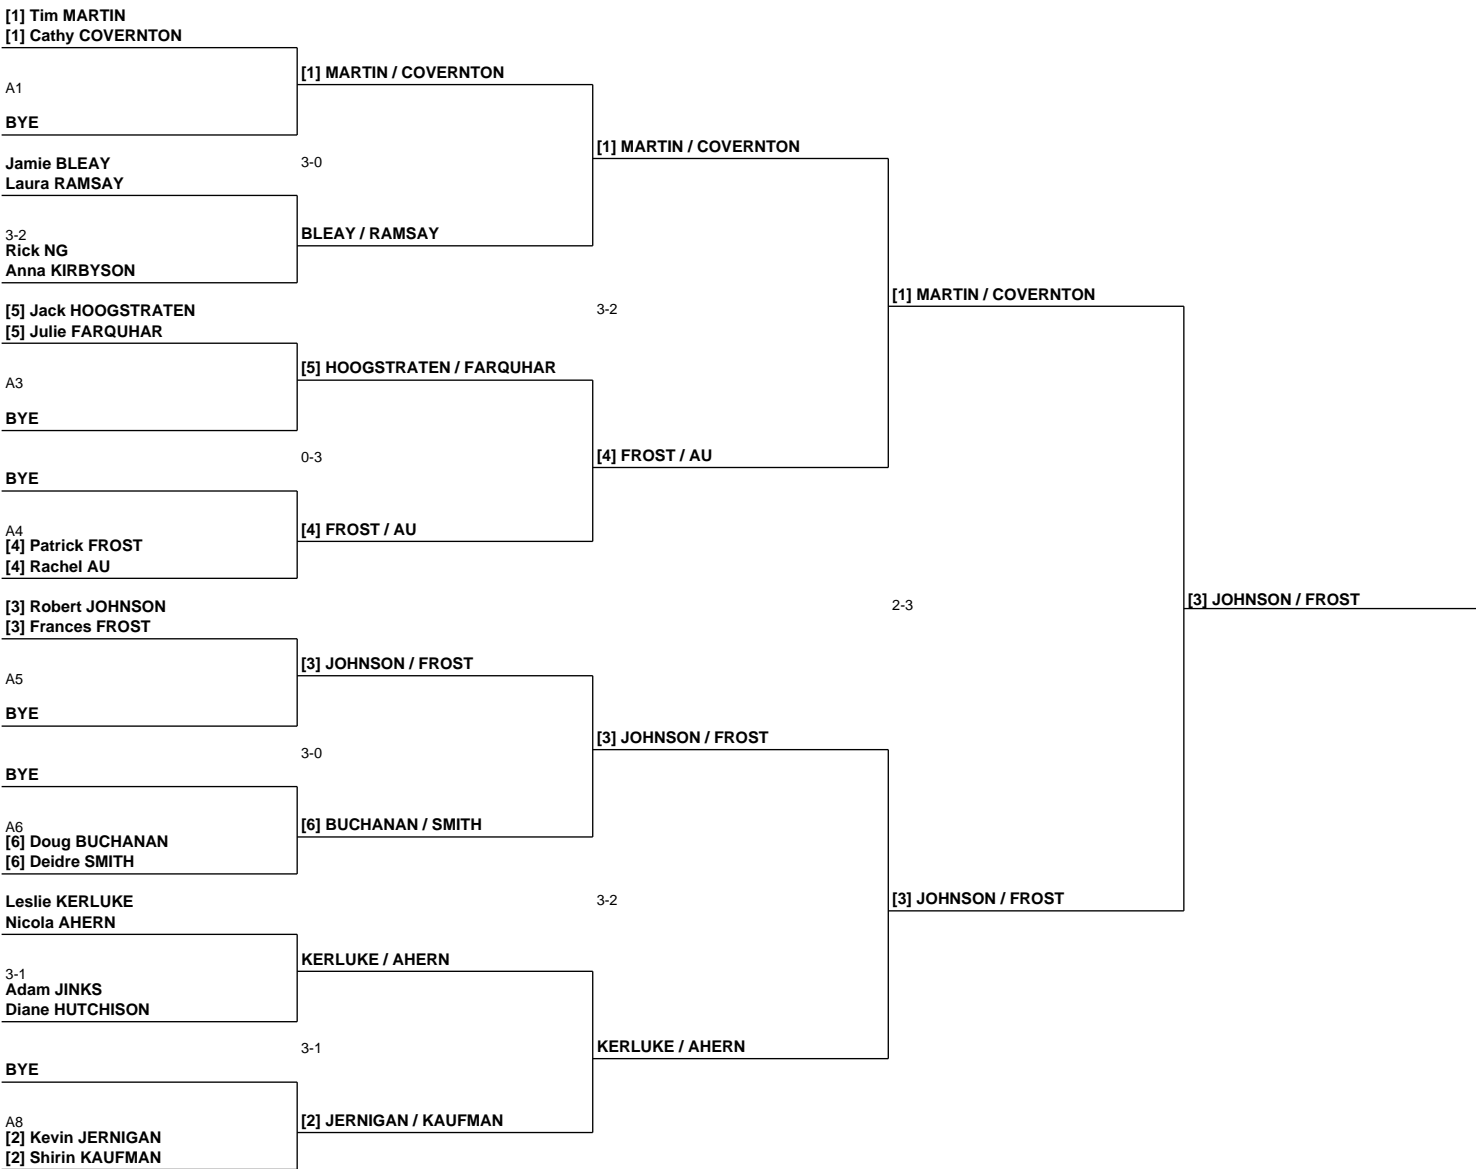 [1] Tim MARTIN
[1] Cathy COVERNTON
[1] MARTIN / COVERNTON
A1
BYE
[1] MARTIN / COVERNTON
Jamie BLEAY
Laura RAMSAY
3-0
BLEAY / RAMSAY
3-2
Rick NG
Anna KIRBYSON
[1] MARTIN / COVERNTON
[5] Jack HOOGSTRATEN
[5] Julie FARQUHAR
3-2
[5] HOOGSTRATEN / FARQUHAR
A3
BYE
0-3
[4] FROST / AU
BYE
A4
[4] Patrick FROST
[4] Rachel AU
[4] FROST / AU
[3] Robert JOHNSON
[3] Frances FROST
2-3
[3] JOHNSON / FROST
[3] JOHNSON / FROST
A5
BYE
3-0
[3] JOHNSON / FROST
BYE
A6
[6] Doug BUCHANAN
[6] Deidre SMITH
[6] BUCHANAN / SMITH
Leslie KERLUKE
Nicola AHERN
3-2
[3] JOHNSON / FROST
KERLUKE / AHERN
3-1
Adam JINKS
Diane HUTCHISON
3-1
KERLUKE / AHERN
BYE
A8
[2] Kevin JERNIGAN
[2] Shirin KAUFMAN
[2] JERNIGAN / KAUFMAN